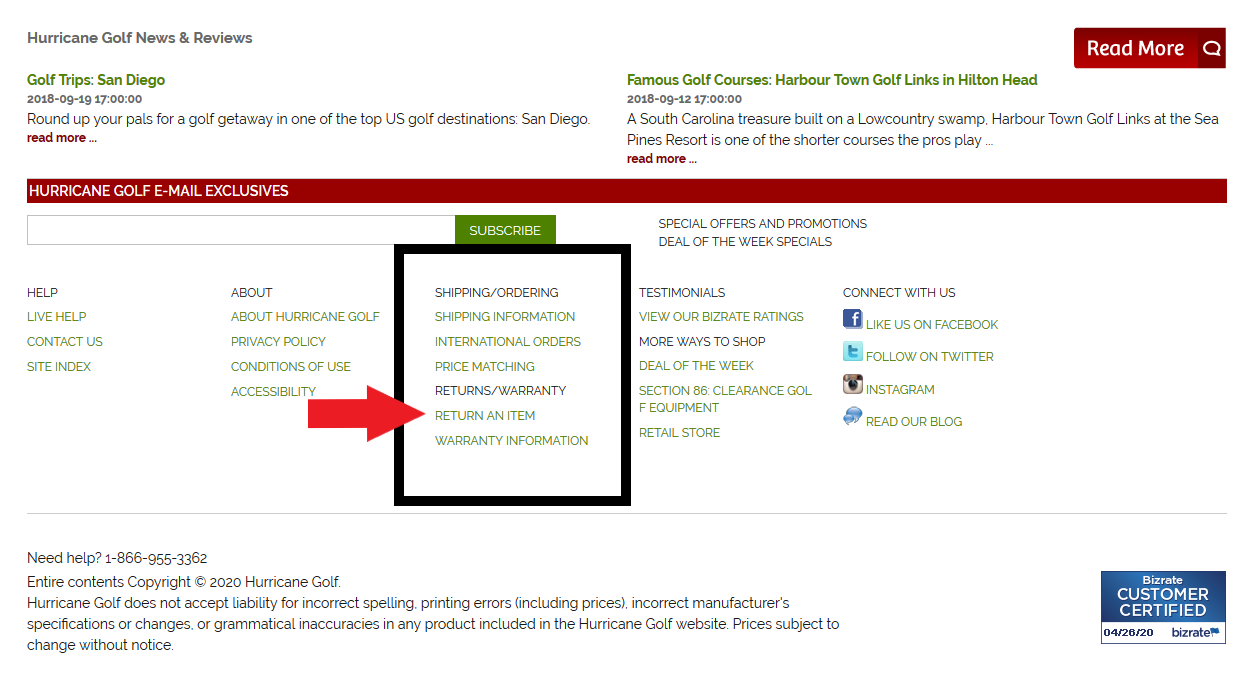 Hurricane Golf News & Reviews
Read More
Golf Trips: San Diego
2018-09-19 17:00:00
Round up your pals for a golf getaway in one of the top US golf destinations: San Diego.
read more ...
Famous Golf Courses: Harbour Town Golf Links in Hilton Head
2018-09-12 17:00:00
A South Carolina treasure built on a Lowcountry swamp, Harbour Town Golf Links at the Sea
Pines Resort is one of the shorter courses the pros play ...
read more ...
HURRICANE GOLF E-MAIL EXCLUSIVES
SUBSCRIBE
SPECIAL OFFERS AND PROMOTIONS
DEAL OF THE WEEK SPECIALS
HELP
LIVE HELP
CONTACT US
SITE INDEX
ABOUT
ABOUT HURRICANE GOLF
PRIVACY POLICY
CONDITIONS OF USE
ACCESSIBILITY
SHIPPING/ORDERING
SHIPPING INFORMATION
INTERNATIONAL ORDERS
PRICE MATCHING
RETURNS/WARRANTY
RETURN AN ITEM
WARRANTY INFORMATION
TESTIMONIALS
VIEW OUR BIZRATE RATINGS
MORE WAYS TO SHOP
DEAL OF THE WEEK
SECTION 86: CLEARANCE GOL
F EQUIPMENT
RETAIL STORE
CONNECT WITH US
LIKE US ON FACEBOOK
FOLLOW ON TWITTER
INSTAGRAM
READ OUR BLOG
Need help? 1-866-955-3362
Entire contents Copyright © 2020 Hurricane Golf.
Hurricane Golf does not accept liability for incorrect spelling, printing errors (including prices), incorrect manufacturer's
specifications or changes, or grammatical inaccuracies in any product included in the Hurricane Golf website. Prices subject to
change without notice.
Bizrate
CUSTOMER
CERTIFIED
04/26/20 bizrate